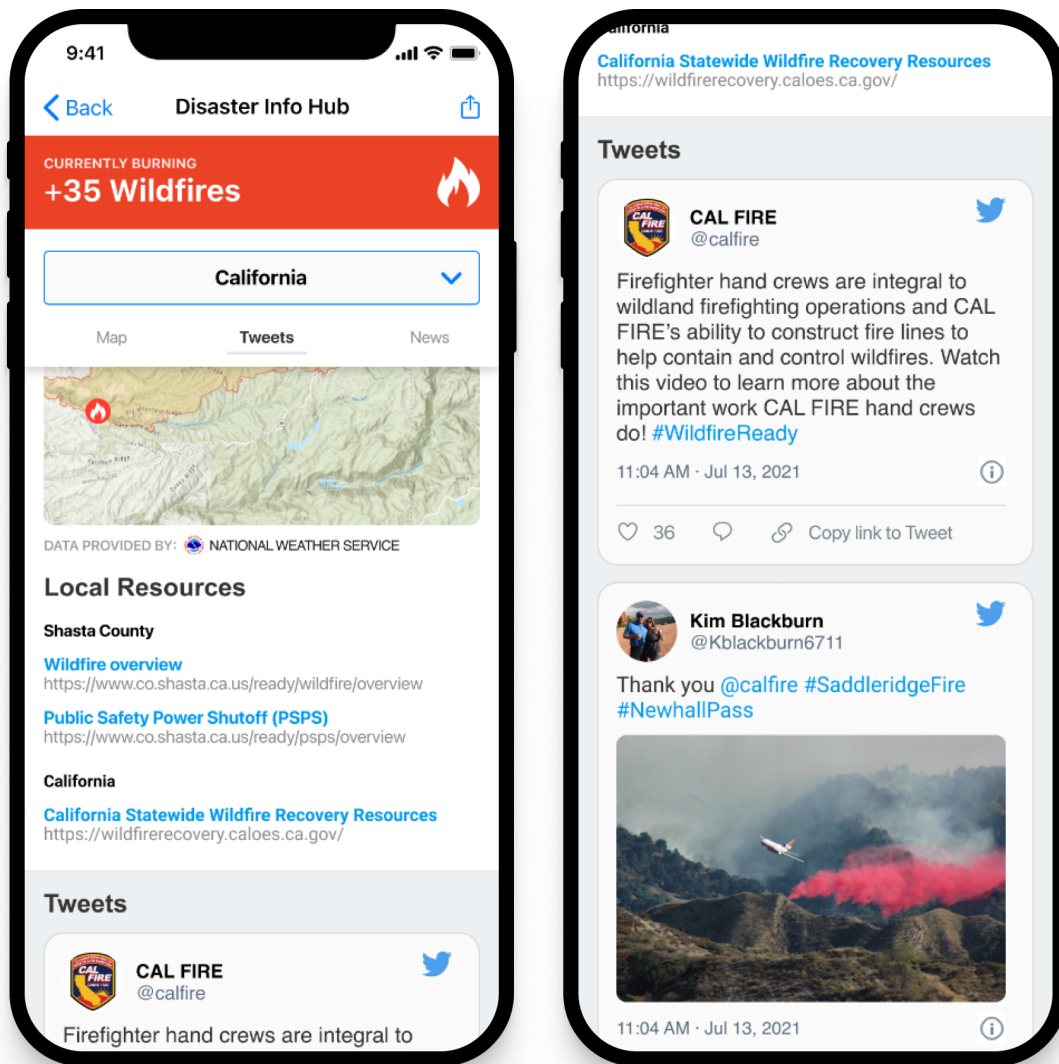 9:41
Back
Disaster Info Hub
CURRENTLY BURNING
+35 Wildfires
California
Map
Tweets
News
DATA PROVIDED BY:
NATIONAL WEATHER SERVICE
Local Resources
Shasta County
Wildfire overview
https://www.co.shasta.ca.us/ready/wildfire/overview
Public Safety Power Shutoff (PSPS)
https://www.co.shasta.ca.us/ready/psps/overview
California
California Statewide Wildfire Recovery Resources
https://wildfirerecovery.caloes.ca.gov/
Tweets
CAL
FIRE
CAL FIRE
@calfire
Firefighter hand crews are integral to
California
California Statewide Wildfire Recovery Resources
https://wildfirerecovery.caloes.ca.gov/
Tweets
CAL
FIRE
CAL FIRE
@calfire
Firefighter hand crews are integral to
wildland firefighting operations and CAL
FIRE's ability to construct fire lines to
help contain and control wildfires. Watch
this video to learn more about the
important work CAL FIRE hand crews
do! #WildfireReady
11:04 AM · Jul 13, 2021
36
Copy link to Tweet
Kim Blackburn
@Kblackburn6711
Thank you @calfire #SaddleridgeFire
#NewhallPass
11:04 AM · Jul 13, 2021